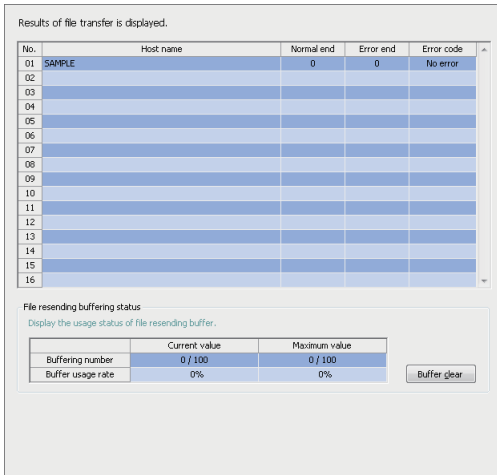 Results of file transfer is displayed.
No. Host name Normal end Error end Error code
01 SAMPLE 0 0 No error
02
03
04
05
06
07
08
09
10
11
12
13
14
15
16
File resending buffering status
Display the usage status of file resending buffer.
Current value Maximum value
Buffering number 0 / 100 0 / 100
Buffer usage rate 0% 0%
Buffer clear